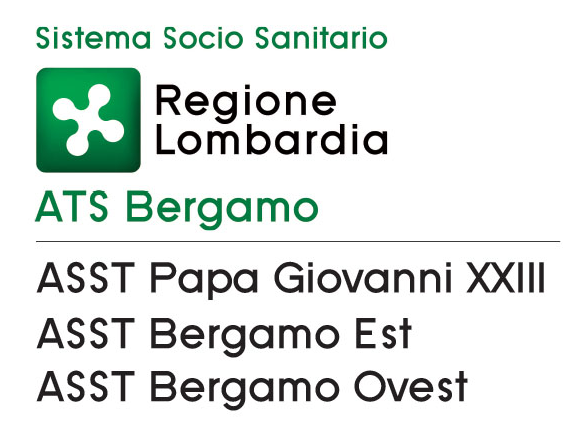 Sistema Socio Sanitario
Regione
Lombardia
ATS Bergamo
ASST Papa Giovanni XXIII
ASST Bergamo Est
ASST Bergamo Ovest